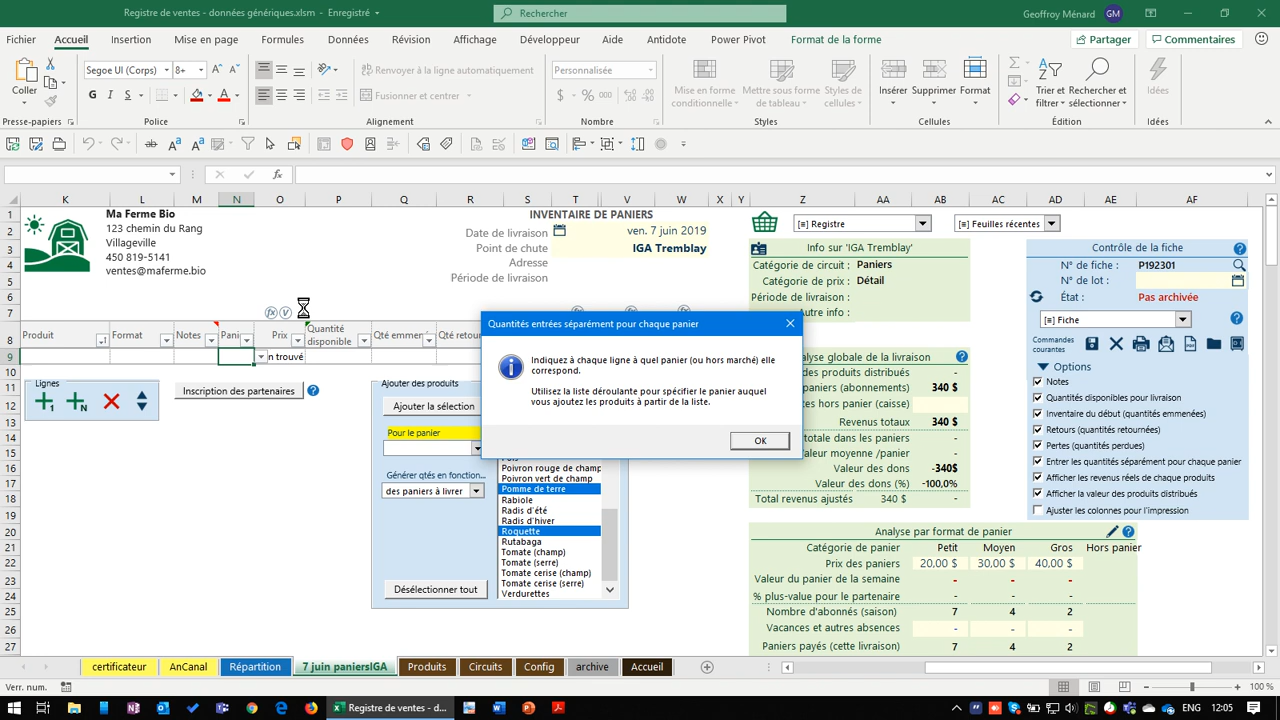 Registre de ventes - données génériques.xlsm - Enregistré
Rechercher
Geoffroy Ménard GM
Fichier Accueil Insertion Mise en page Formules Données Révision Affichage Développeur Aide Antidote Power Pivot Format de la forme
Partager Commentaires
Coller
Segoe UI (Corps) 8+
G I S
Renvoyer à la ligne automatiquement
Fusionner et centrer
Personnalisée
Mise en forme conditionnelle
Mettre sous forme de tableau
Styles de cellules
Insérer Supprimer Format
Trier et filtrer
Rechercher et sélectionner
Idées
Presse-papiers Police Alignement Nombre Styles Cellules Édition Idées
K L M N O P Q R S T V W X Y Z AA AB AC AD AE AF
Ma Ferme Bio
123 chemin du Rang
Villageville
450 819-5141
ventes@maferme.bio
INVENTAIRE DE PANIERS
Date de livraison ven. 7 juin 2019
Point de chute IGA Tremblay
Adresse
Période de livraison
[≡] Registre
[≡] Feuilles récentes
Info sur 'IGA Tremblay'
Catégorie de circuit : Paniers
Catégorie de prix : Détail
Période de livraison :
Autre info :
Contrôle de la fiche
N° de fiche : P192301
N° de lot :
État : Pas archivée
[≡] Fiche
Commandes courantes
Options
Notes
Quantités disponibles pour livraison
Inventaire du début (quantités emmenées)
Retours (quantités retournées)
Pertes (quantités perdues)
Entrer les quantités séparément pour chaque panier
Afficher les revenus réels de chaque produits
Afficher la valeur des produits distribués
Ajuster les colonnes pour l'impression
Produit Format Notes Pani Prix Quantité disponible Qté emmer Qté retour
n trouvé
Lignes
Inscription des partenaires
Ajouter des produits
Ajouter la sélection
Pour le panier
Générer qtés en fonction...
des paniers à livrer
Désélectionner tout
Poivron rouge de champ
Poivron vert de champ
Pomme de terre
Rabiole
Radis d'été
Radis d'hiver
Roquette
Rutabaga
Tomate (champ)
Tomate (serre)
Tomate cerise (champ)
Tomate cerise (serre)
Verdurettes
Quantités entrées séparément pour chaque panier
Indiquez à chaque ligne à quel panier (ou hors marché) elle
correspond.
Utilisez la liste déroulante pour spécifier le panier auquel
vous ajoutez les produits à partir de la liste.
OK
alyse globale de la livraison
des produits distribués -
paniers (abonnements) 340 $
es hors panier (caisse)
Revenus totaux 340 $
totale dans les paniers -
aleur moyenne /panier -
Valeur des dons -340$
Valeur des dons (%) -100,0%
Total revenus ajustés 340 $ -
Analyse par format de panier
Catégorie de panier Petit Moyen Gros Hors panier
Prix des paniers 20,00 $ 30,00 $ 40,00 $
Valeur du panier de la semaine - - -
% plus-value pour le partenaire - - -
Nombre d'abonnés (saison) 7 4 2
Vacances et autres absences - - -
Paniers payés (cette livraison) 7 4 2
certificateur AnCanal Répartition 7 juin paniersIGA Produits Circuits Config archive Accueil
Verr. num.
100 %
Registre de ventes - d...
12:05